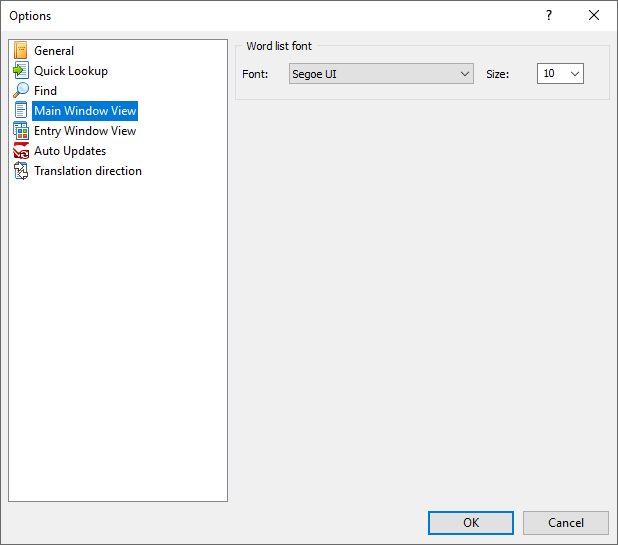 Options
?
General
Quick Lookup
Find
Main Window View
Entry Window View
Auto Updates
Translation direction
Word list font
Font: Segoe UI Size: 10
OK Cancel